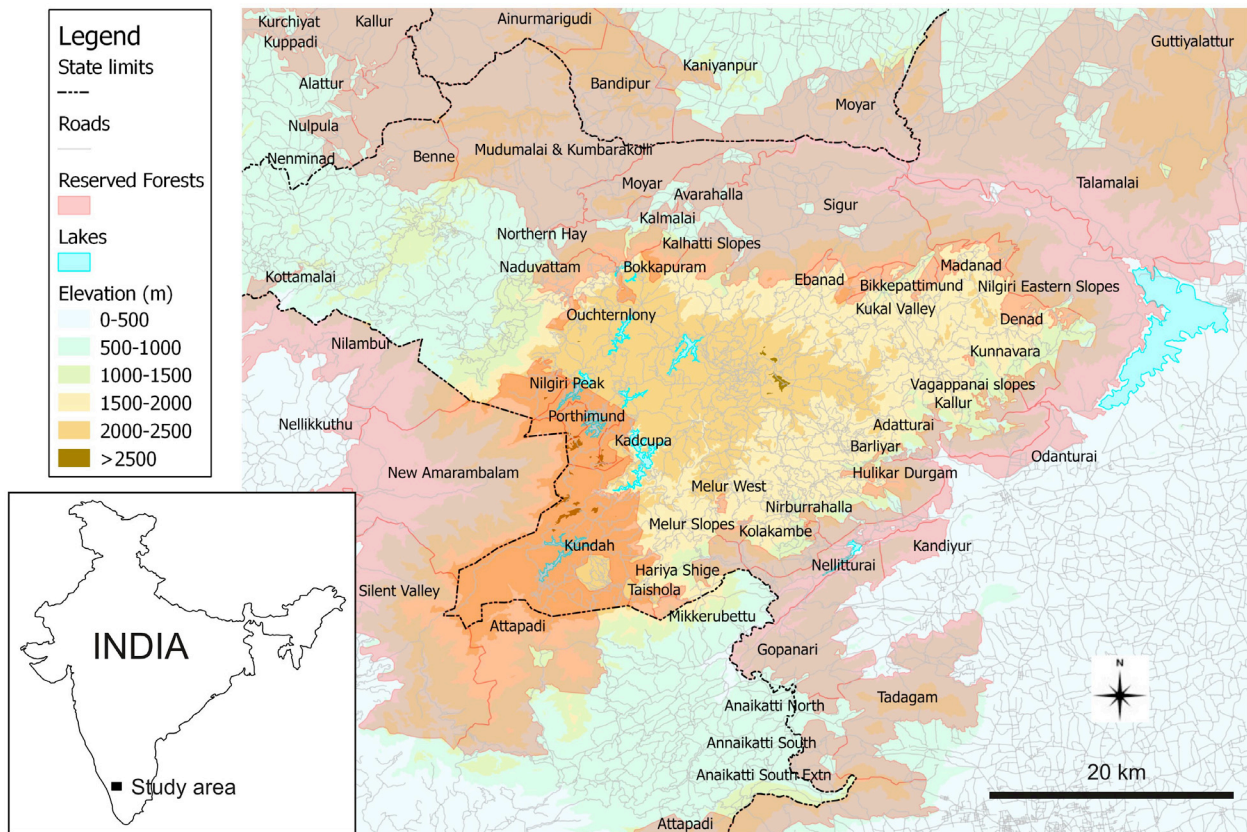 Legend
State limits
Roads
Reserved Forests
Lakes
Elevation (m)
0-500
500-1000
1000-1500
1500-2000
2000-2500
>2500
INDIA
Study area
Kurchiyat
Kallur
Ainurmarigudi
Kuppadi
Guttiyalattur
Kaniyanpur
Alattur
Bandipur
Moyar
Nulpula
Nenminad
Benne
Mudumalai & Kumbarakolli
Moyar
Avarahalla
Talamalai
Sigur
Kalmalai
Northern Hay
Kalhatti Slopes
Kottamalai
Naduvattam
Bokkapuram
Ebanad
Madanad
Bikkepattimund
Nilgiri Eastern Slopes
Kukal Valley
Ouchternlony
Denad
Nilambur
Kunnavara
Nilgiri Peak
Vagappanai slopes
Kallur
Nellikkuthu
Porthimund
Adatturai
Kadcupa
Barliyar
Odanturai
New Amarambalam
Hulikar Durgam
Melur West
Nirburrahalla
Melur Slopes
Kolakambe
Kundah
Kandiyur
Nellitturai
Hariya Shige
Silent Valley
Taishola
Mikkerubettu
Attapadi
Gopanari
N
Tadagam
Anaikatti North
Annaikatti South
Anaikatti South Extn
20 km
Attapadi